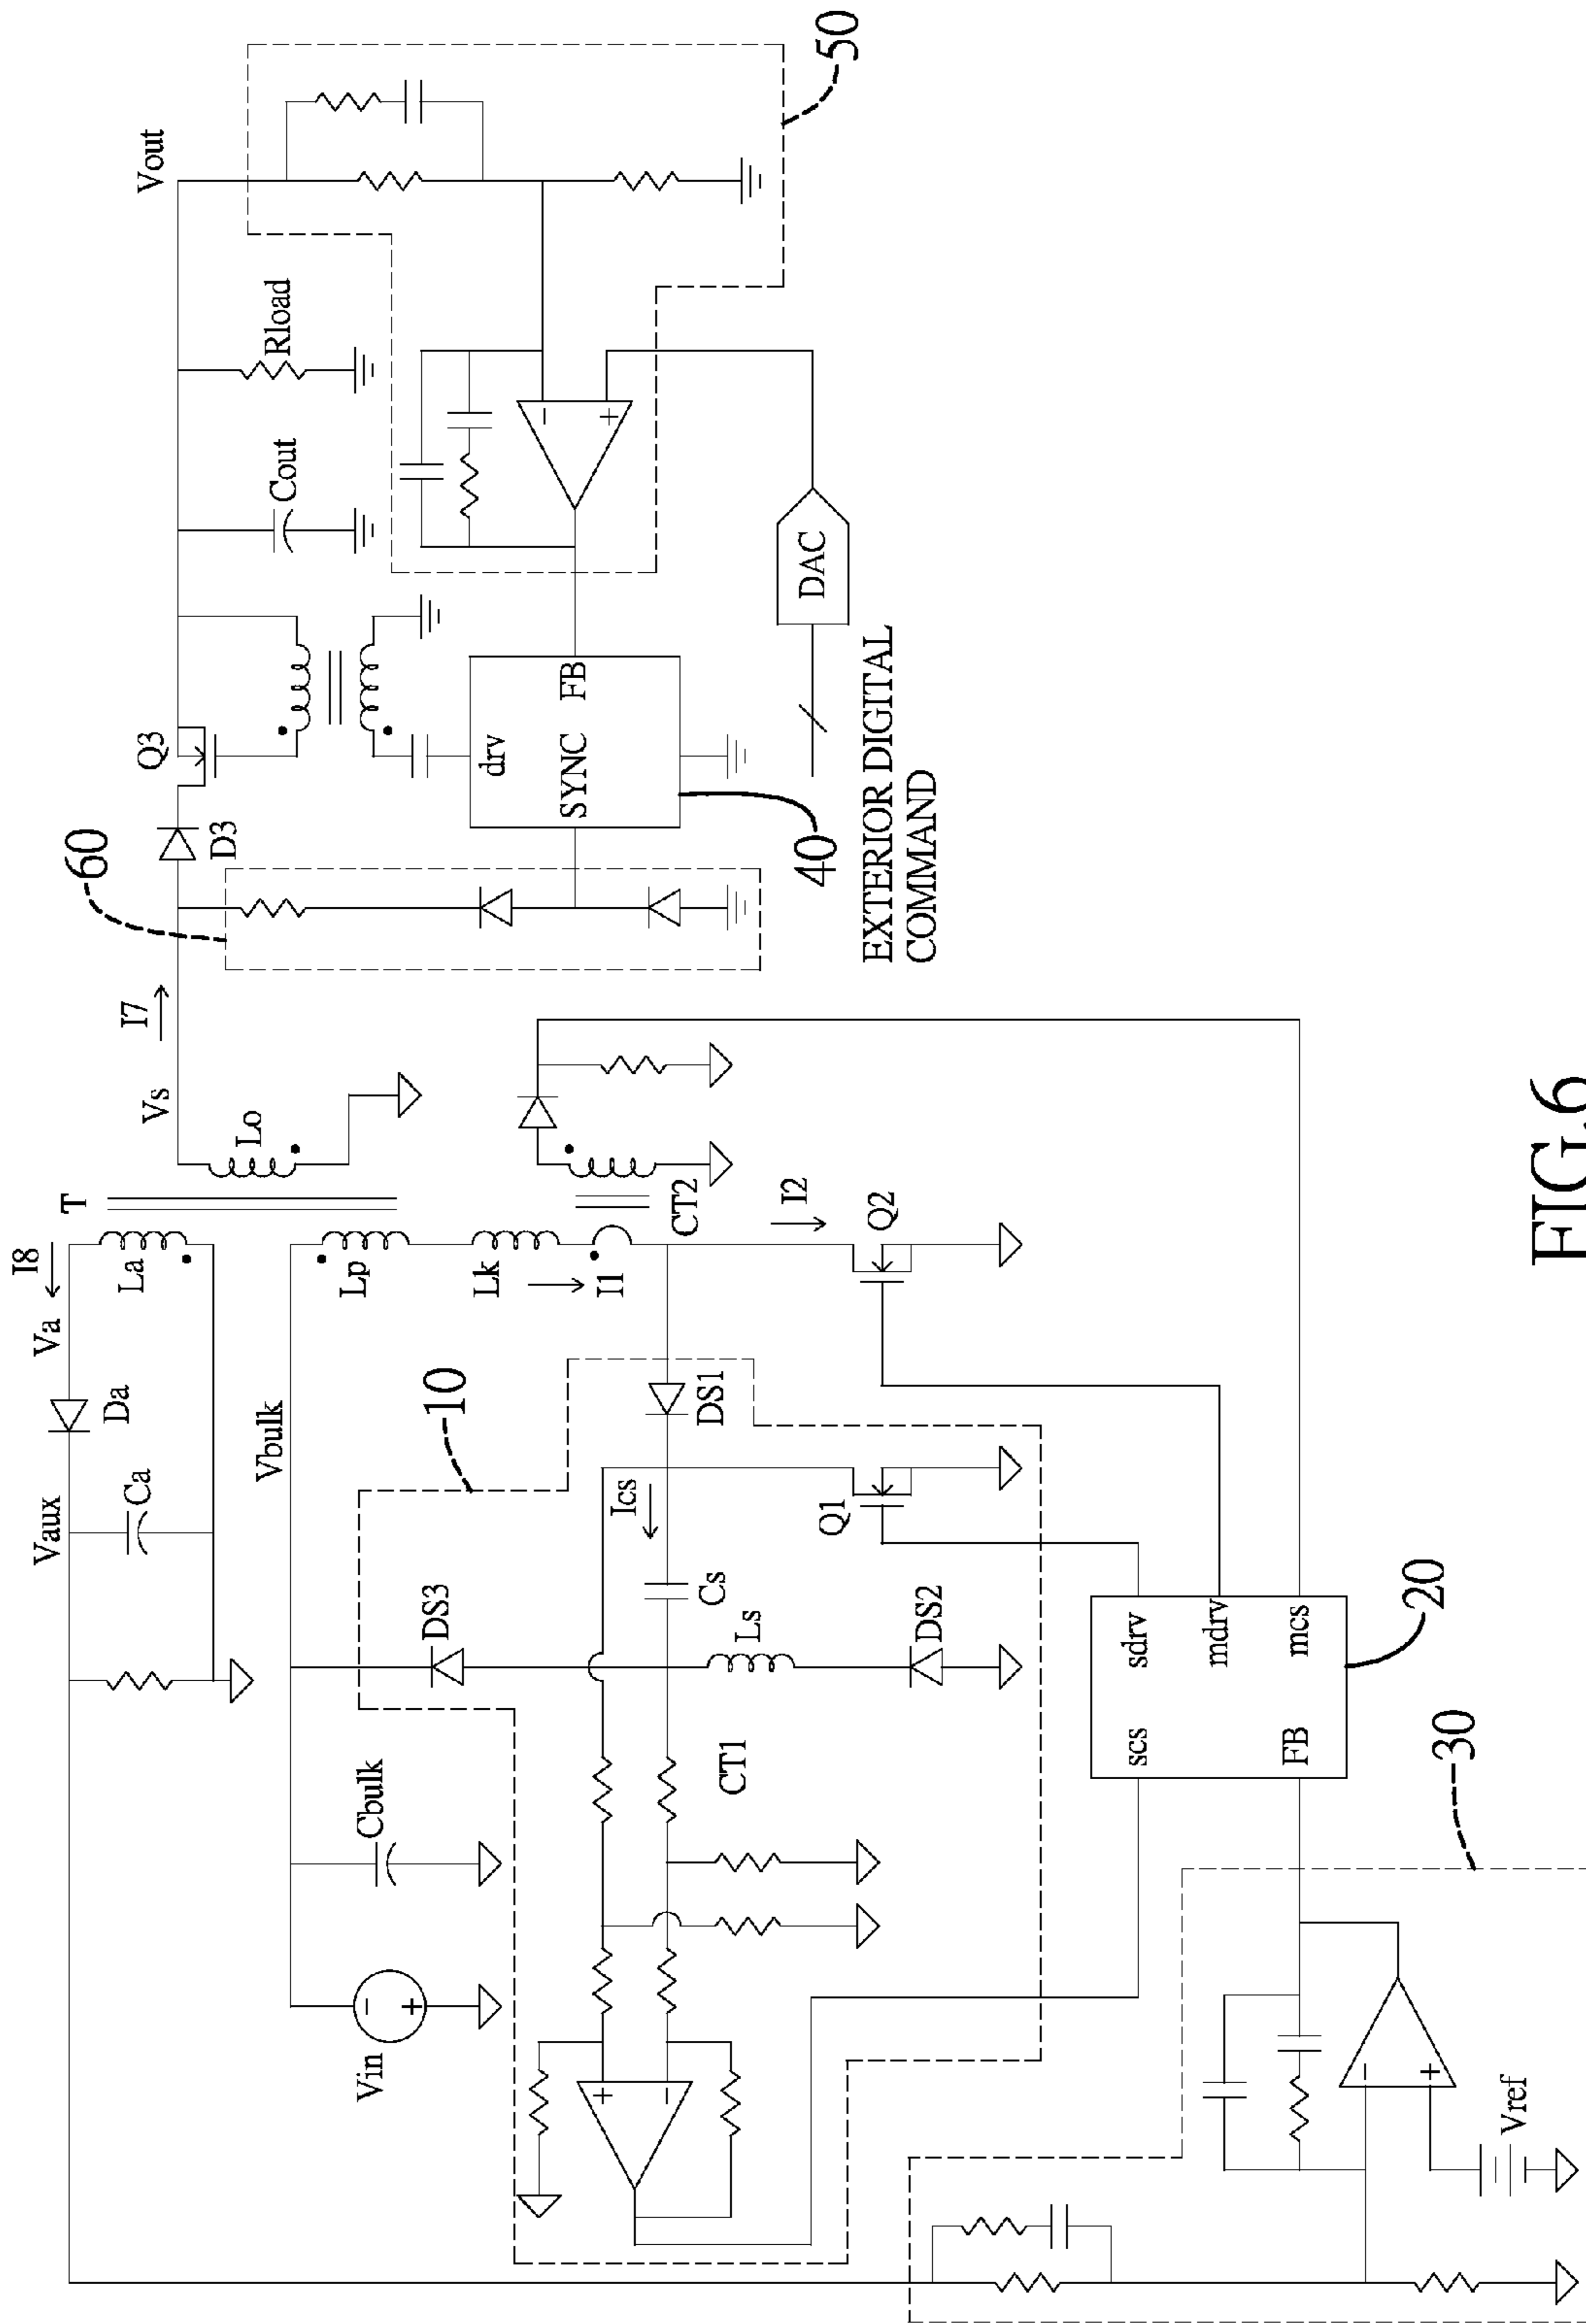 60
Vout
Q3
D3
I7
Vs
Lo
Cout
Rload
50
drv
SYNC
FB
40
DAC
EXTERIOR DIGITAL
COMMAND
I8
Va
T
La
Da
Vaux
Ca
Vbulk
Lp
Lk
I1
CT2
I2
Q2
10
DS1
Ics
Q1
DS3
Cs
Ls
DS2
Cbulk
CT1
Vin
-
+
+
-
-
+
scs
sdrv
mdrv
FB
mcs
20
30
-
+
Vref
FIG.6